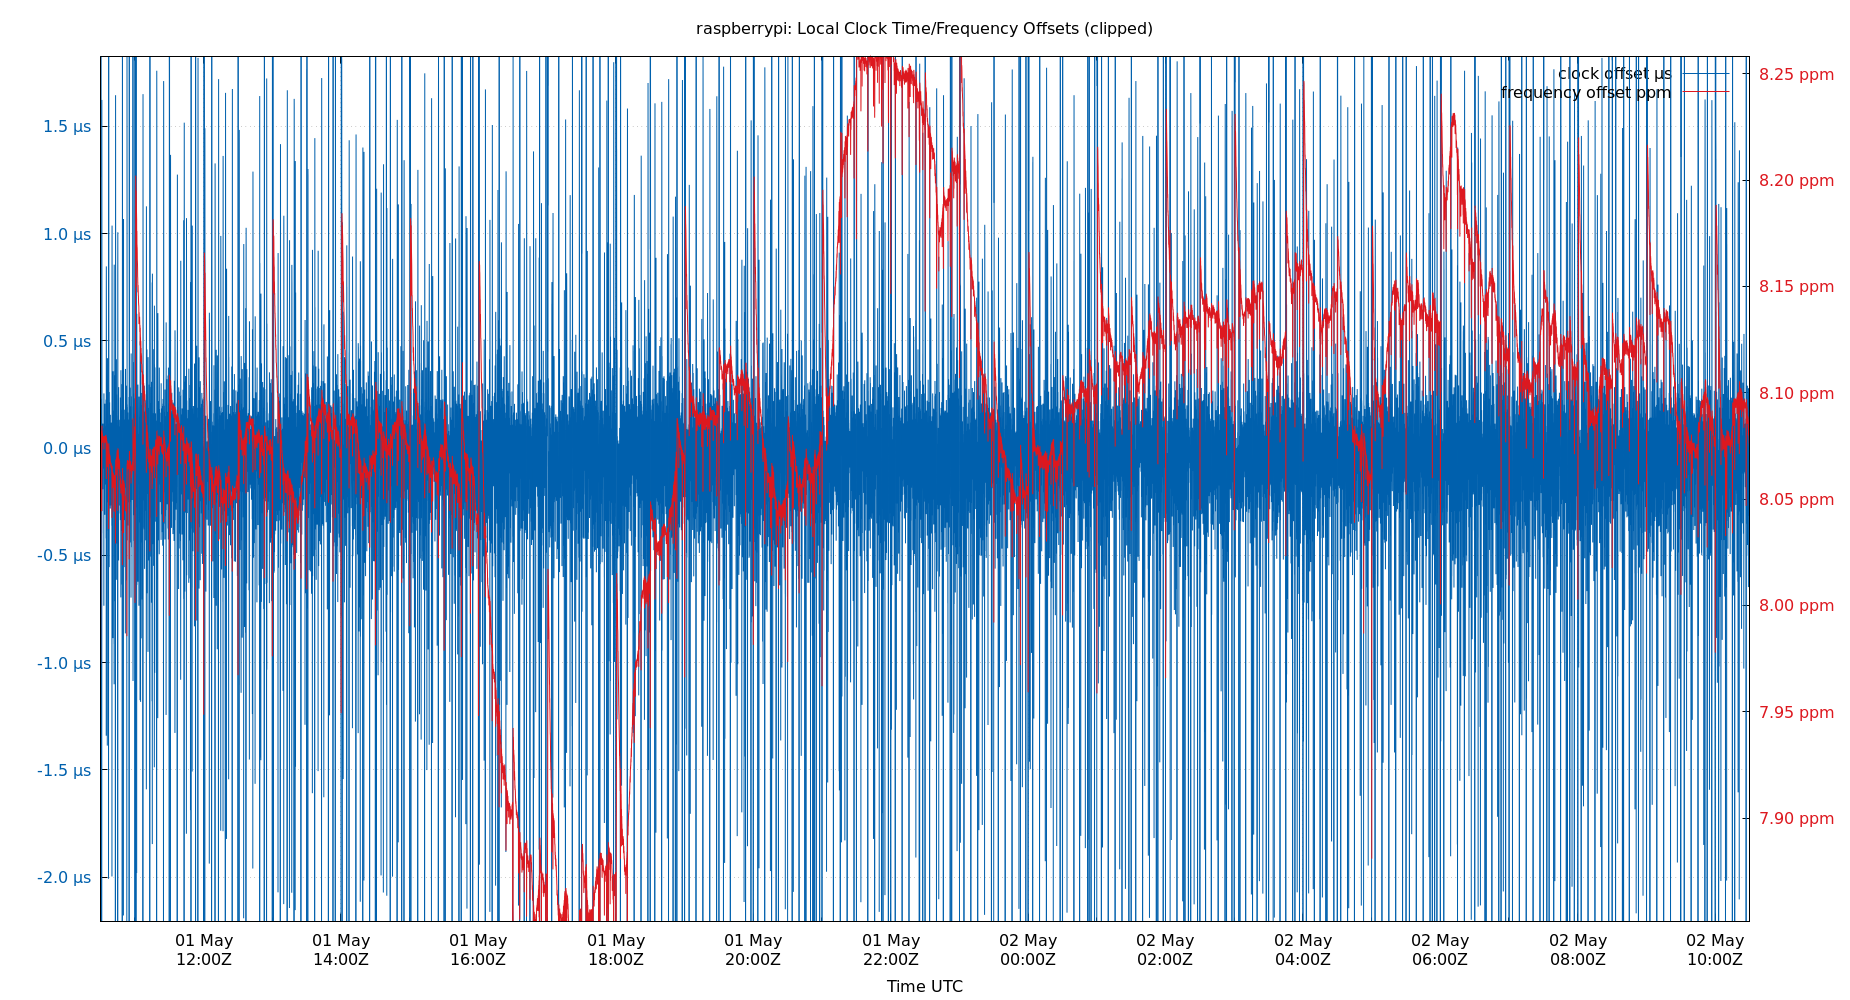 raspberrypi: Local Clock Time/Frequency Offsets (clipped)
clock offset µs
frequency offset ppm
1.5 µs
1.0 µs
0.5 µs
0.0 µs
-0.5 µs
-1.0 µs
-1.5 µs
-2.0 µs
8.25 ppm
8.20 ppm
8.15 ppm
8.10 ppm
8.05 ppm
8.00 ppm
7.95 ppm
7.90 ppm
01 May 01 May 01 May 01 May 01 May 01 May 02 May 02 May 02 May 02 May 02 May 02 May
12:00Z 14:00Z 16:00Z 18:00Z 20:00Z 22:00Z 00:00Z 02:00Z 04:00Z 06:00Z 08:00Z 10:00Z
Time UTC